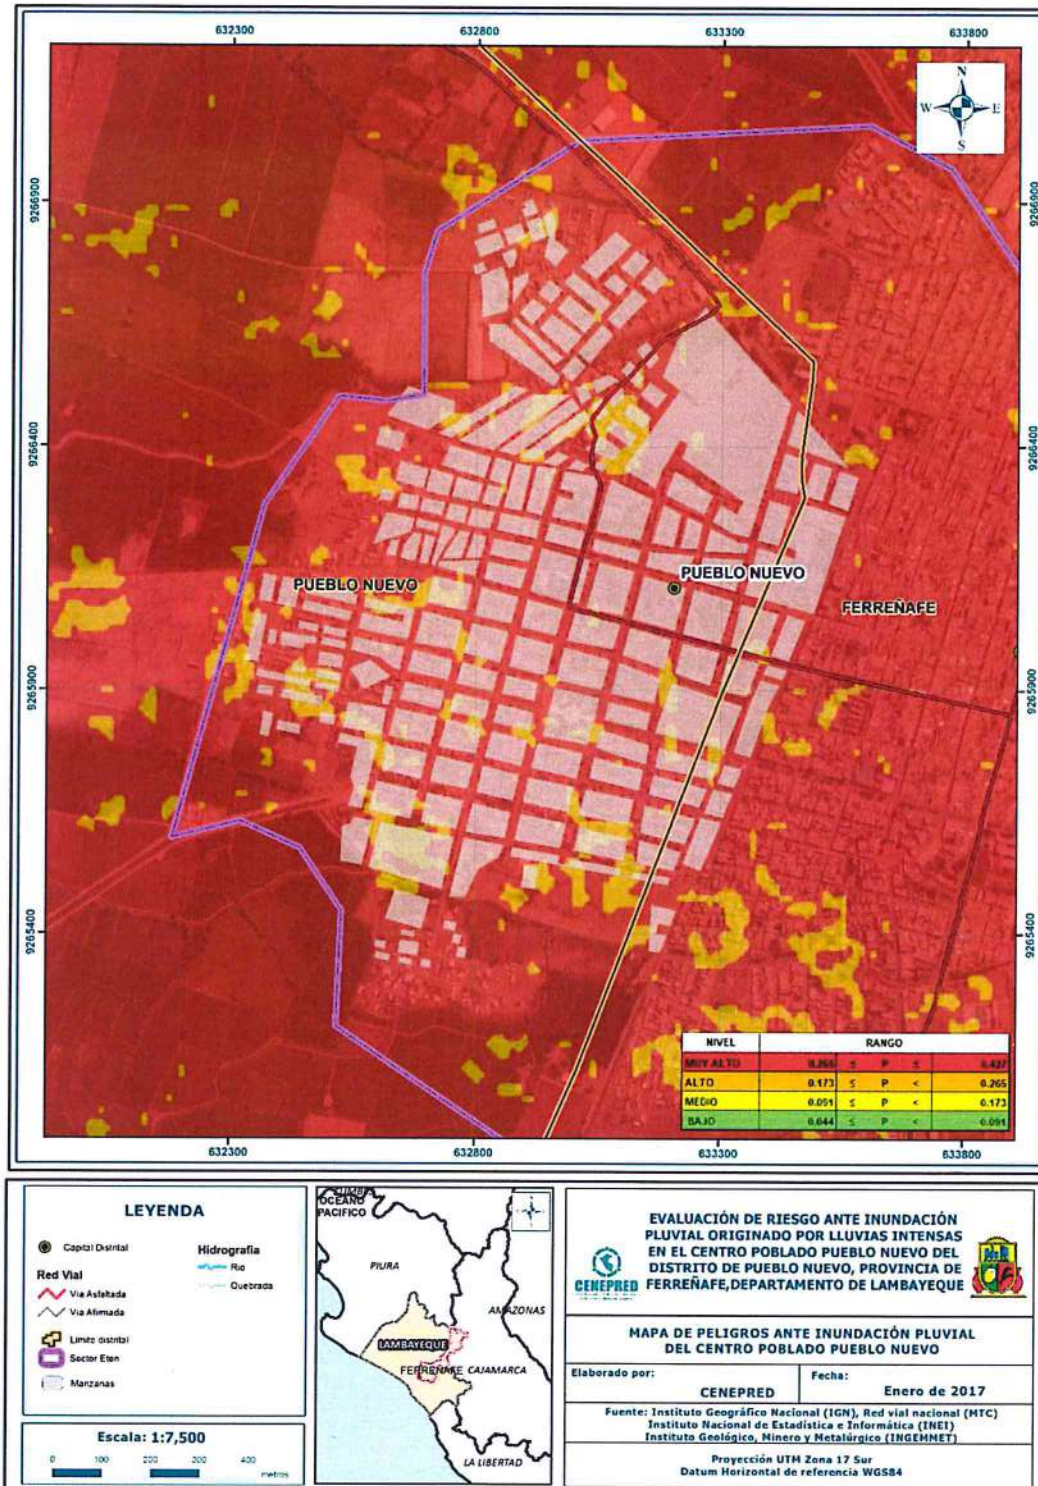 632300 632800 633300 633800
N
W E
S
9266900 9266900
9266400 9266400
PUEBLO NUEVO
PUEBLO NUEVO
FERREÑAFE
9265900 9265900
9265400 9265400
NIVEL RANGO
MUY ALTO 0.265 ≤ P ≤ 0.437
ALTO 0.173 ≤ P < 0.265
MEDIO 0.091 ≤ P < 0.173
BAJO 0.044 ≤ P < 0.091
632300 632800 633300 633800
LEYENDA
Capital Distrital
Red Vial
Via Asfaltada
Via Afirmada
Limite distrital
Sector Eten
Manzanas
Hidrografia
Rio
Quebrada
Escala: 1:7,500
0 100 200 300 400
metros
OCEANO
PACIFICO
PIURA
AMAZONAS
LAMBAYEQUE
FERREÑAFE CAJAMARCA
LA LIBERTAD
CENEPRED
EVALUACIÓN DE RIESGO ANTE INUNDACIÓN
PLUVIAL ORIGINADO POR LLUVIAS INTENSAS
EN EL CENTRO POBLADO PUEBLO NUEVO DEL
DISTRITO DE PUEBLO NUEVO, PROVINCIA DE
FERREÑAFE,DEPARTAMENTO DE LAMBAYEQUE
MAPA DE PELIGROS ANTE INUNDACIÓN PLUVIAL
DEL CENTRO POBLADO PUEBLO NUEVO
Elaborado por:
CENEPRED
Fecha:
Enero de 2017
Fuente: Instituto Geográfico Nacional (IGN), Red vial nacional (MTC)
Instituto Nacional de Estadística e Informática (INEI)
Instituto Geológico, Minero y Metalúrgico (INGEMMET)
Proyección UTM Zona 17 Sur
Datum Horizontal de referencia WGS84